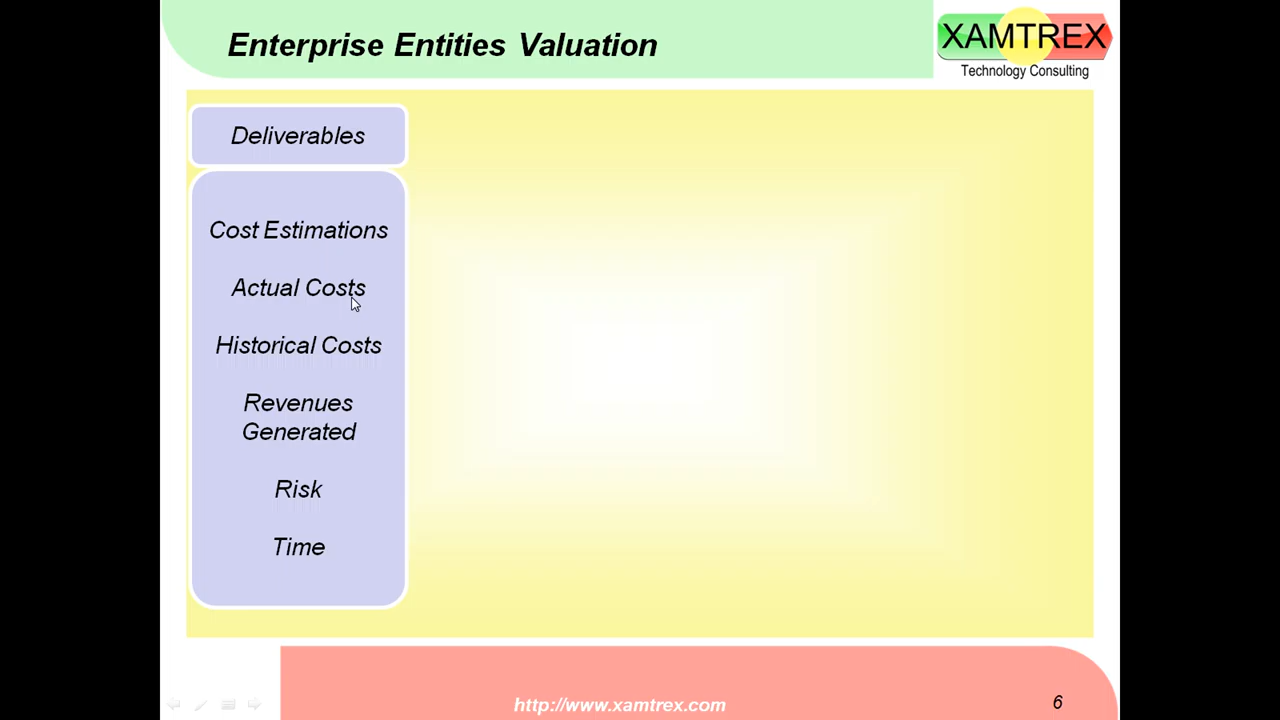 Enterprise Entities Valuation
XAMTREX
Technology Consulting
Deliverables
Cost Estimations
Actual Costs
Historical Costs
Revenues
Generated
Risk
Time
http://www.xamtrex.com
6